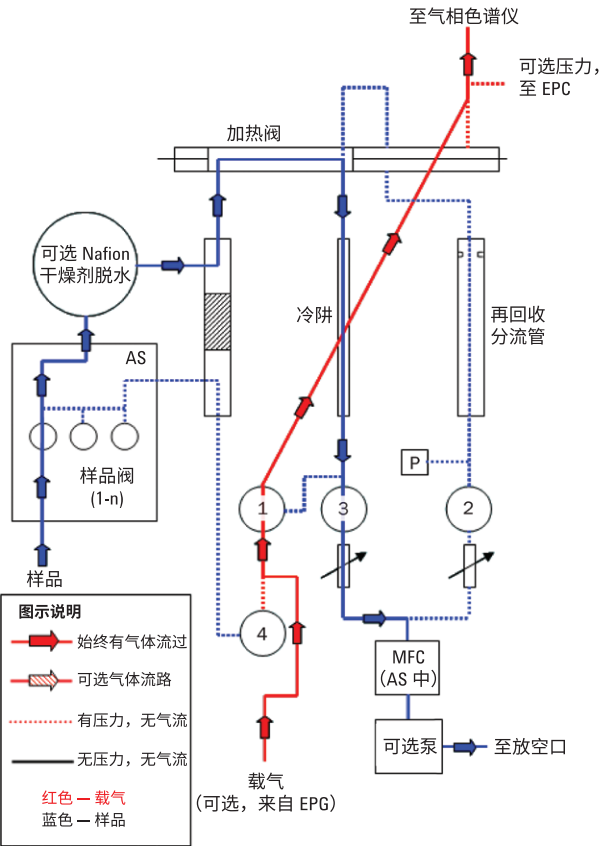 至气相色谱仪
可选压力，
至 EPC
加热阀
可选 Nafion
干燥剂脱水
冷阱
再回收
分流管
AS
样品阀
(1-n)
P
1
3
2
4
样品
MFC
(AS 中)
可选泵
至放空口
载气
(可选，来自 EPG)
图示说明
始终有气体流过
可选气体流路
有压力，无气流
无压力，无气流
红色 — 载气
蓝色 — 样品